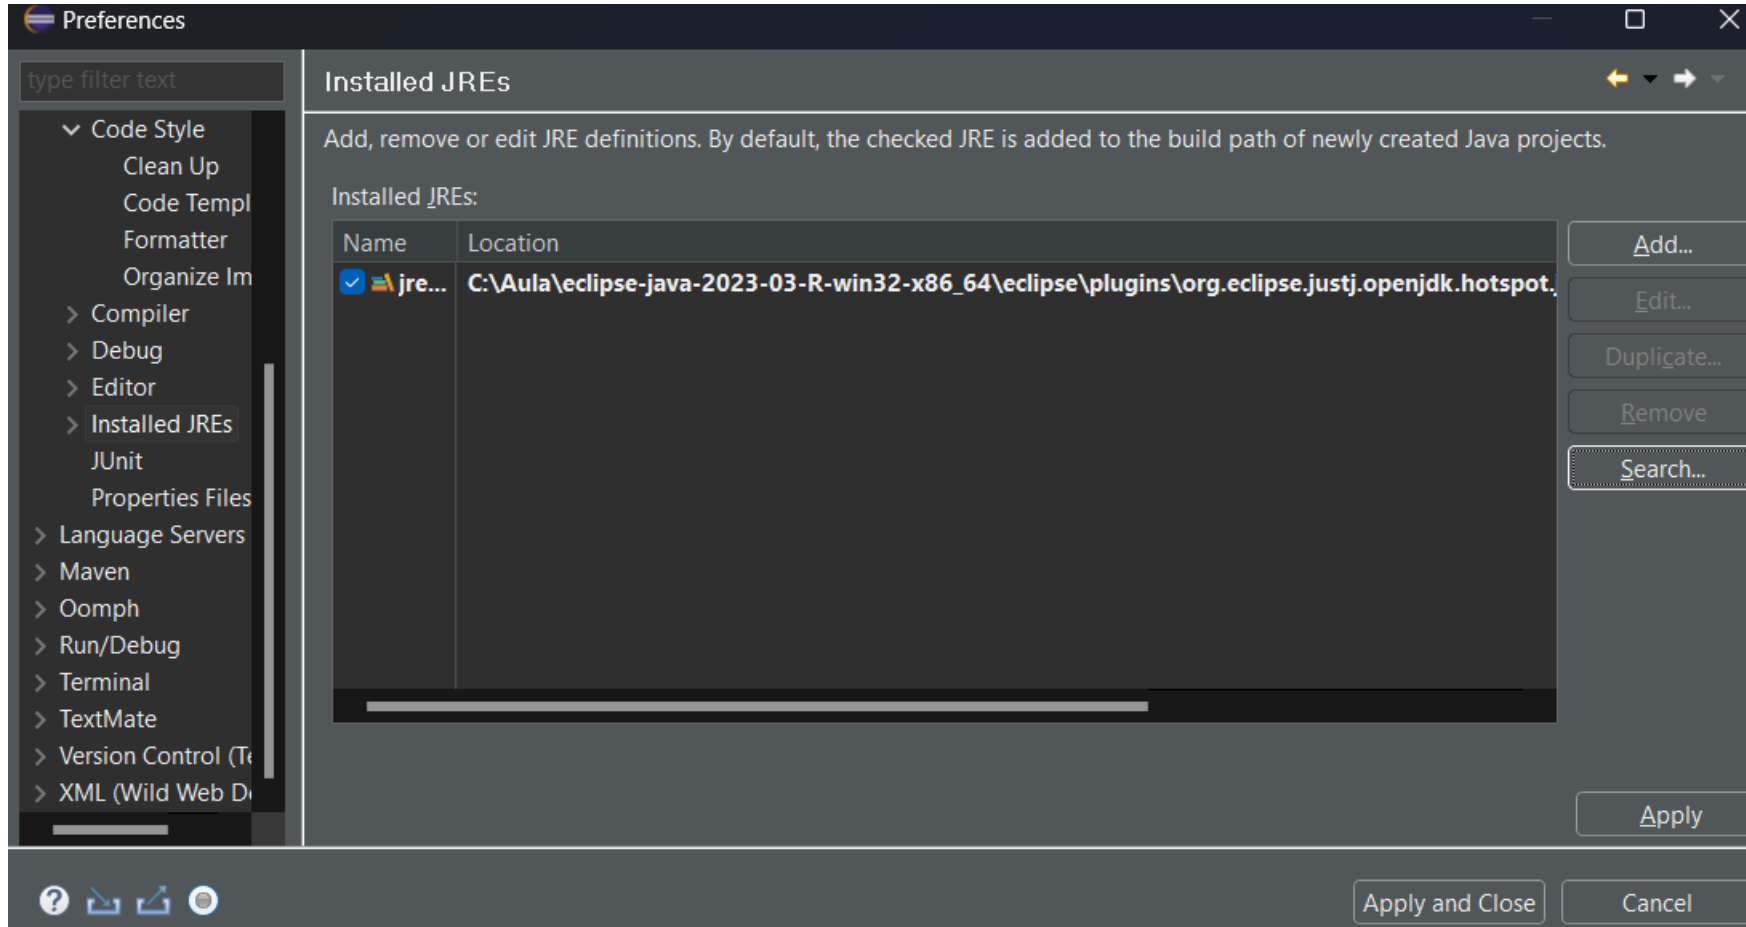 Preferences
type filter text
Code Style
Clean Up
Code Templ
Formatter
Organize Im
Compiler
Debug
Editor
Installed JREs
JUnit
Properties Files
Language Servers
Maven
Oomph
Run/Debug
Terminal
TextMate
Version Control (Te
XML (Wild Web De
Installed JREs
Add, remove or edit JRE definitions. By default, the checked JRE is added to the build path of newly created Java projects.
Installed JREs:
Name Location
jre... C:\Aula\eclipse-java-2023-03-R-win32-x86_64\eclipse\plugins\org.eclipse.justj.openjdk.hotspot.j
Add...
Edit...
Duplicate...
Remove
Search...
Apply
Apply and Close Cancel